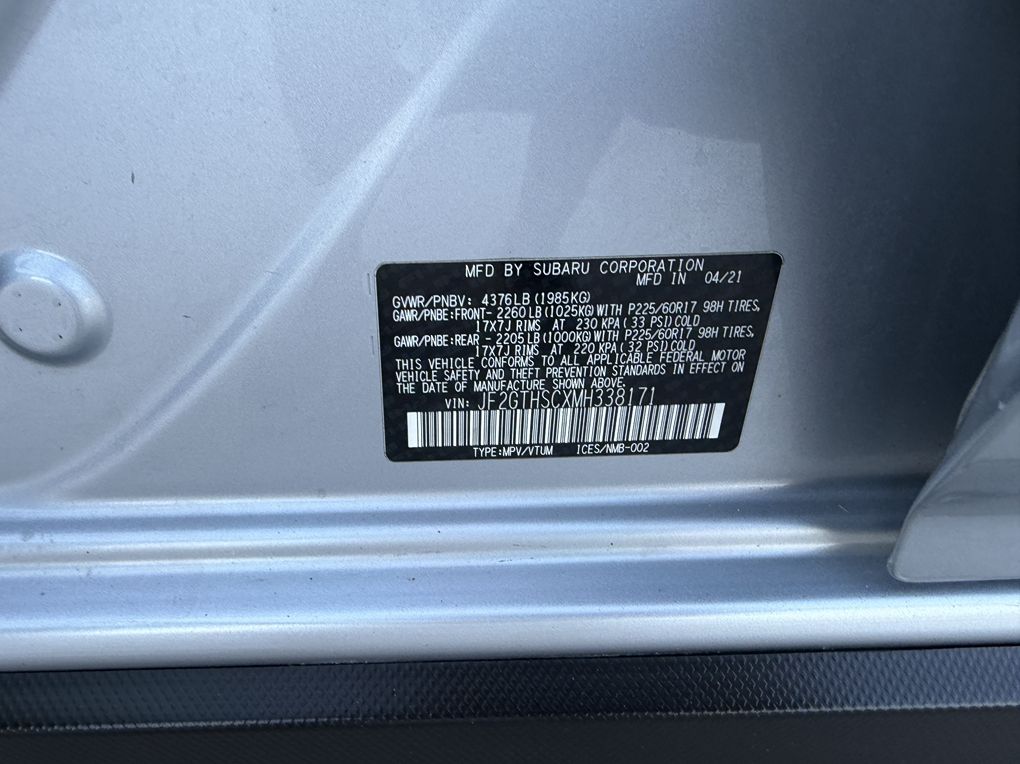 MFD BY SUBARU CORPORATION
MFD IN 04/21
GVWR/PNBV: 4376LB (1985KG)
GAWR/PNBE:FRONT- 2260LB (1025KG) WITH P225/60R17 98H TIRES,
17X7J RIMS AT 230 KPA (33 PSI) COLD
GAWR/PNBE:REAR - 2205LB (1000KG) WITH P225/60R17 98H TIRES,
17X7J RIMS AT 220 KPA (32 PSI) COLD
THIS VEHICLE CONFORMS TO ALL APPLICABLE FEDERAL MOTOR
VEHICLE SAFETY AND THEFT PREVENTION STANDARDS IN EFFECT ON
THE DATE OF MANUFACTURE SHOWN ABOVE.
VIN: JF2GTHSCXMH338171
TYPE:MPV/VTUM ICES/NMB-002